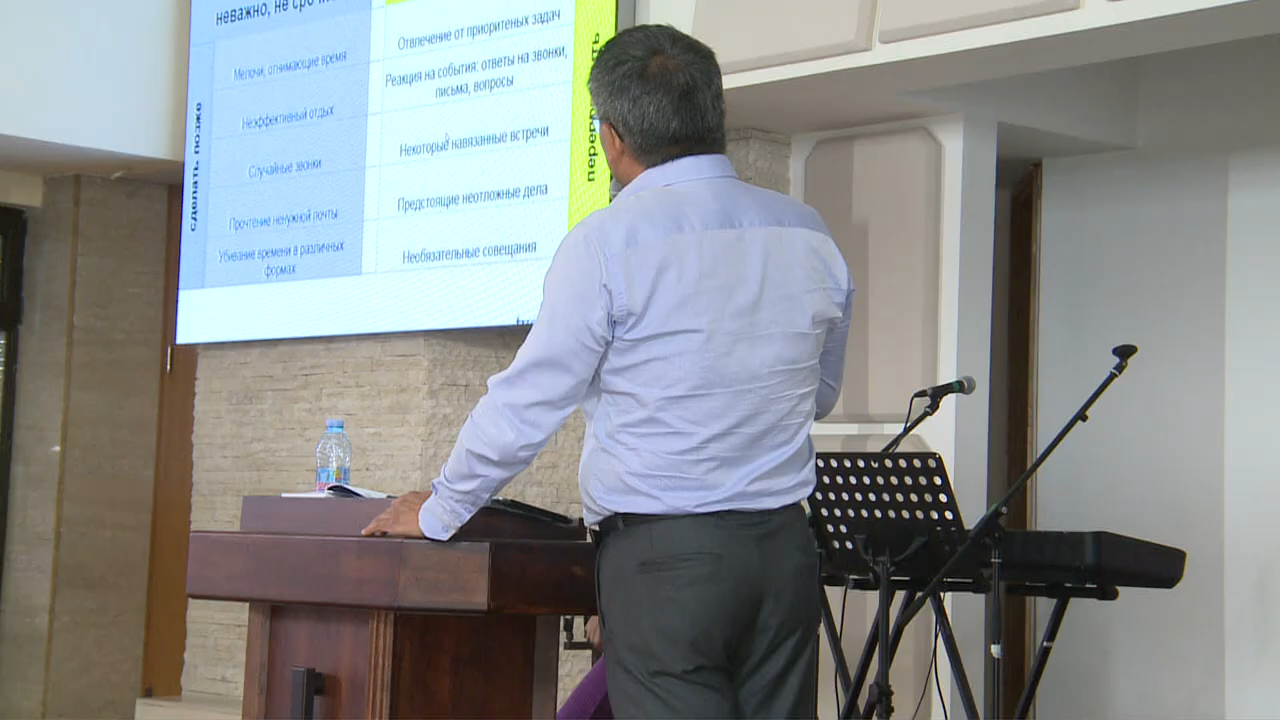 неважно, не сро
сделать позже
Мелочи, отнимающие время
Неэффективный отдых
Случайные звонки
Прочтение ненужной почты
Убивание времени в различных
формах
Отвлечение от приоритеных задач
Реакция на события: ответы на звонки,
письма, вопросы
Некоторые навязанные встречи
Предстоящие неотложные дела
Необязательные совещания